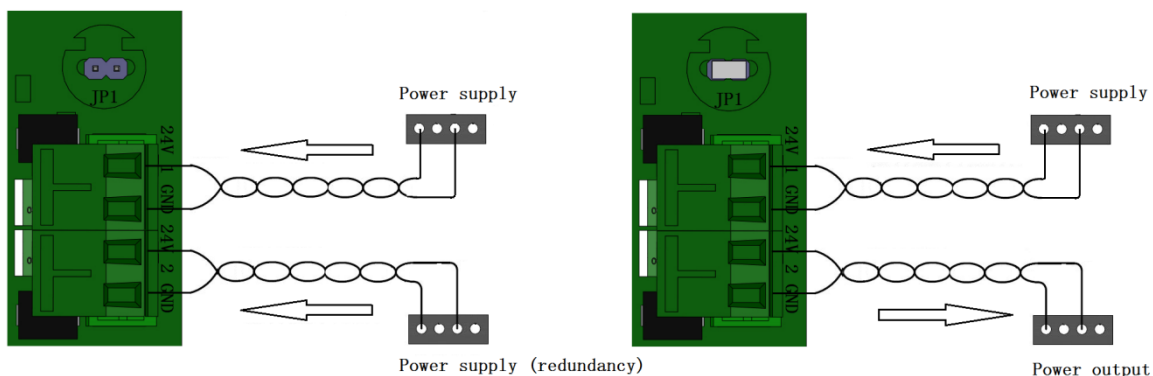 JP1
Power supply
24V 1 GND
24V 2 GND
Power supply (redundancy)
JP1
Power supply
24V 1 GND
24V 2 GND
Power output